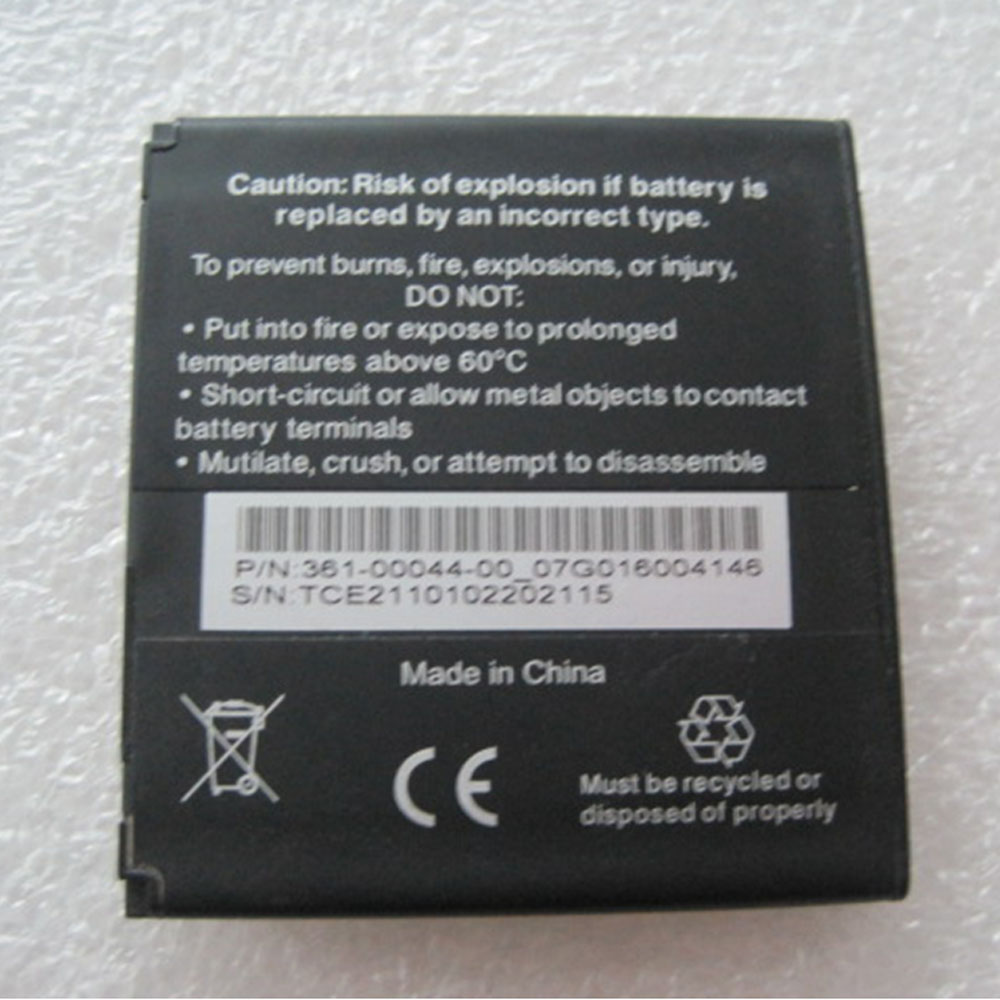 Caution: Risk of explosion if battery is
replaced by an incorrect type.
To prevent burns, fire, explosions, or injury,
DO NOT:
• Put into fire or expose to prolonged
temperatures above 60°C
• Short-circuit or allow metal objects to contact
battery terminals
• Mutilate, crush, or attempt to disassemble
P/N:361-00044-00_07G016004146
S/N:TCE2110102202115
Made in China
CE
Must be recycled or
disposed of properly